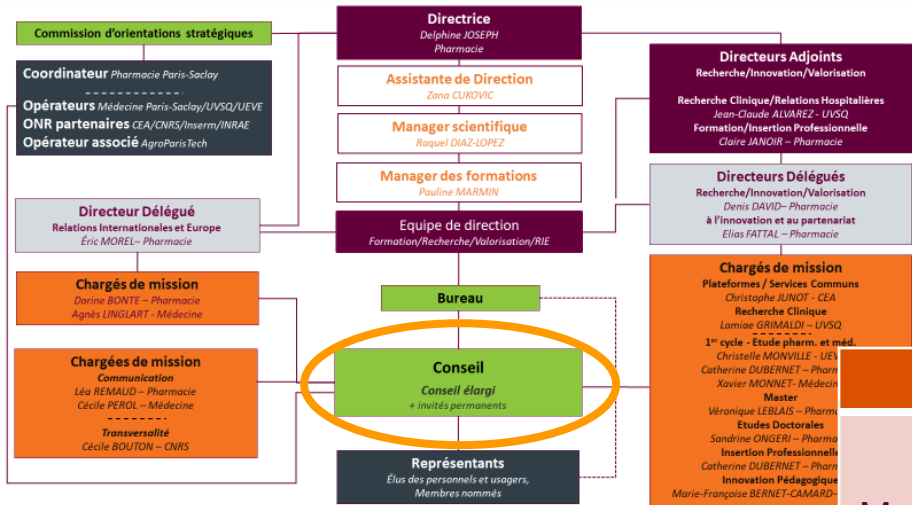 Commission d'orientations stratégiques
Coordinateur Pharmacie Paris-Saclay
Opérateurs Médecine Paris-Saclay/UVSQ/UEVE
ONR partenaires CEA/CNRS/Inserm/INRAE
Opérateur associé AgroParisTech
Directrice
Delphine JOSEPH
Pharmacie
Assistante de Direction
Zana CUKOVIC
Manager scientifique
Raquel DIAZ-LOPEZ
Manager des formations
Pauline MARMIN
Equipe de direction
Formation/Recherche/Valorisation/RIE
Directeurs Adjoints
Recherche/Innovation/Valorisation
Recherche Clinique/Relations Hospitalières
Jean-Claude ALVAREZ - UVSQ
Formation/Insertion Professionnelle
Claire JANOIR – Pharmacie
Directeurs Délégués
Recherche/Innovation/Valorisation
Denis DAVID– Pharmacie
à l'innovation et au partenariat
Elias FATTAL – Pharmacie
Directeur Délégué
Relations Internationales et Europe
Éric MOREL– Pharmacie
Chargés de mission
Dorine BONTE – Pharmacie
Agnès LINGLART - Médecine
Chargées de mission
Communication
Léa REMAUD – Pharmacie
Cécile PEROL – Médecine
Transversalité
Cécile BOUTON – CNRS
Bureau
Conseil
Conseil élargi
+ invités permanents
Représentants
Élus des personnels et usagers,
Membres nommés
Chargés de mission
Plateformes / Services Communs
Christophe JUNOT - CEA
Recherche Clinique
Lamiae GRIMALDI – UVSQ
1er cycle - Etude pharm. et méd.
Christelle MONVILLE - UEV
Catherine DUBERNET – Pharm
Xavier MONNET- Médecin
Master
Véronique LEBLAIS – Pharma
Etudes Doctorales
Sandrine ONGERI – Pharma
Insertion Professionnelle
Catherine DUBERNET – Pharm
Innovation Pédagogique
Marie-Françoise BERNET-CAMARD–